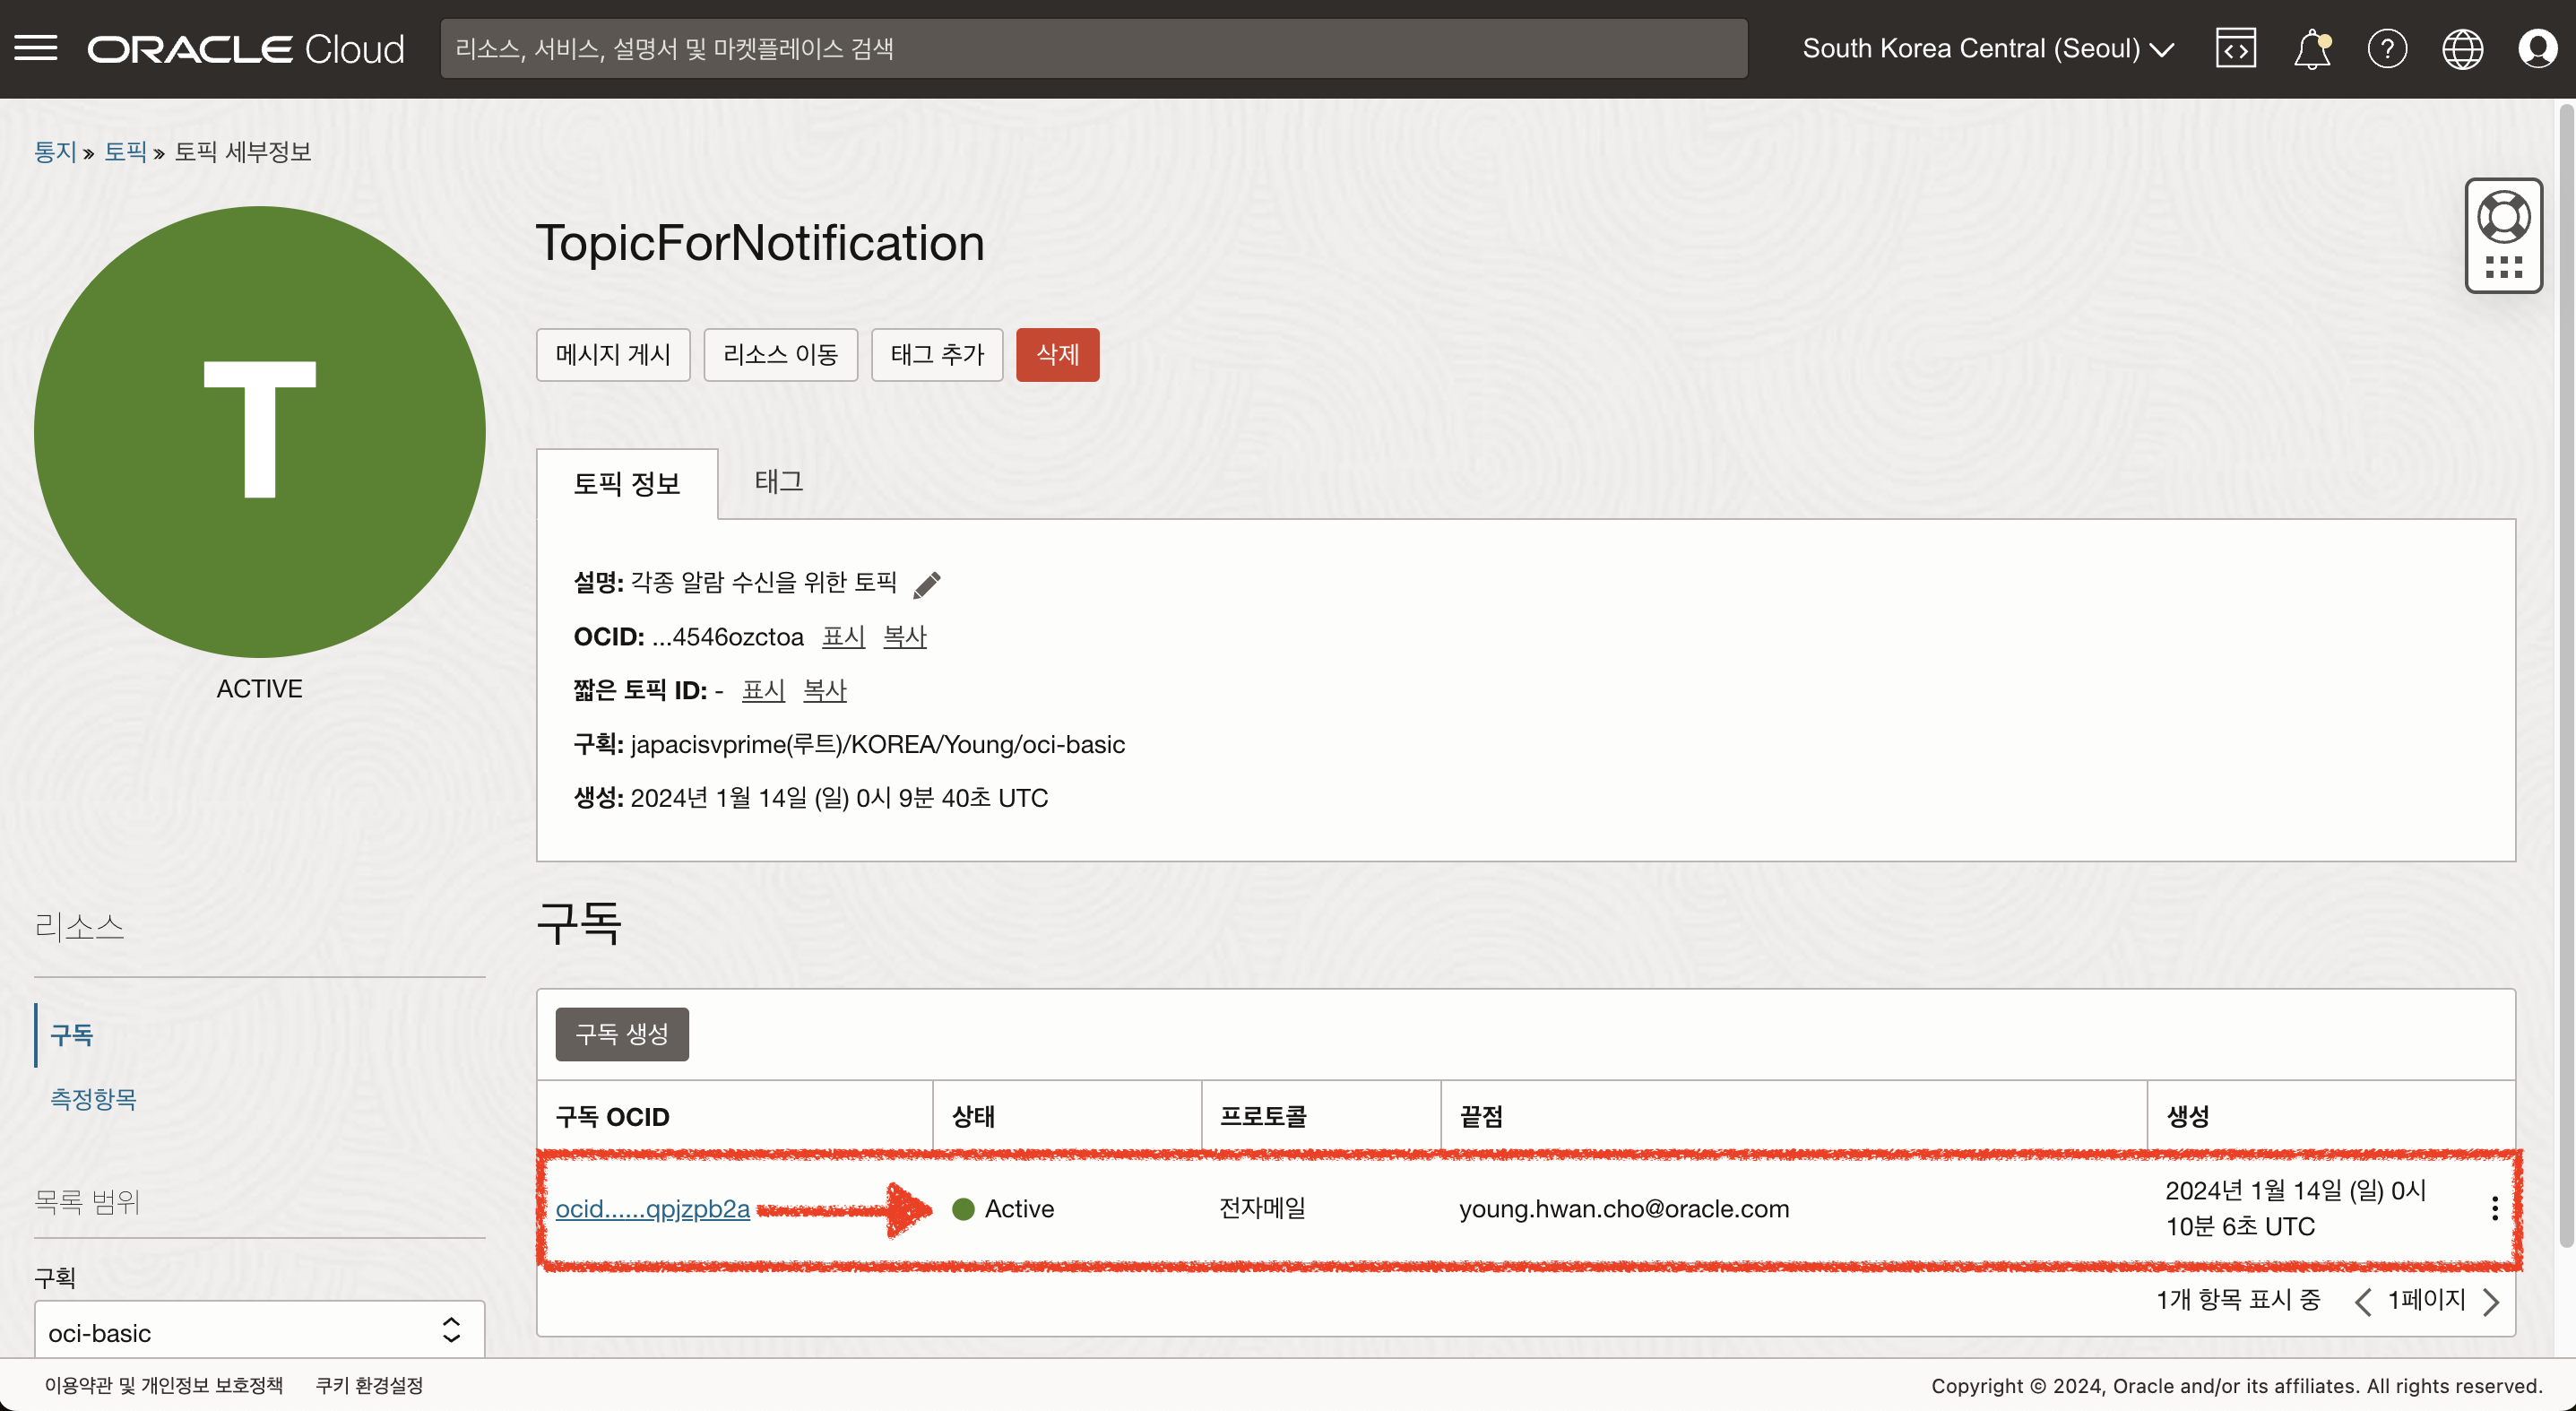 ORACLE Cloud
리소스, 서비스, 설명서 및 마켓플레이스 검색
South Korea Central (Seoul)
통지 » 토픽 » 토픽 세부정보
T
ACTIVE
TopicForNotification
메시지 게시
리소스 이동
태그 추가
삭제
토픽 정보
태그
설명: 각종 알람 수신을 위한 토픽
OCID: ...4546ozctoa 표시 복사
짧은 토픽 ID: - 표시 복사
구획: japacisvprime(루트)/KOREA/Young/oci-basic
생성: 2024년 1월 14일 (일) 0시 9분 40초 UTC
리소스
구독
측정항목
목록 범위
구획
oci-basic
구독
구독 생성
구독 OCID 상태 프로토콜 끝점 생성
ocid......qpjzpb2a Active 전자메일 young.hwan.cho@oracle.com 2024년 1월 14일 (일) 0시
10분 6초 UTC
1개 항목 표시 중 1페이지
이용약관 및 개인정보 보호정책 쿠키 환경설정
Copyright © 2024, Oracle and/or its affiliates. All rights reserved.